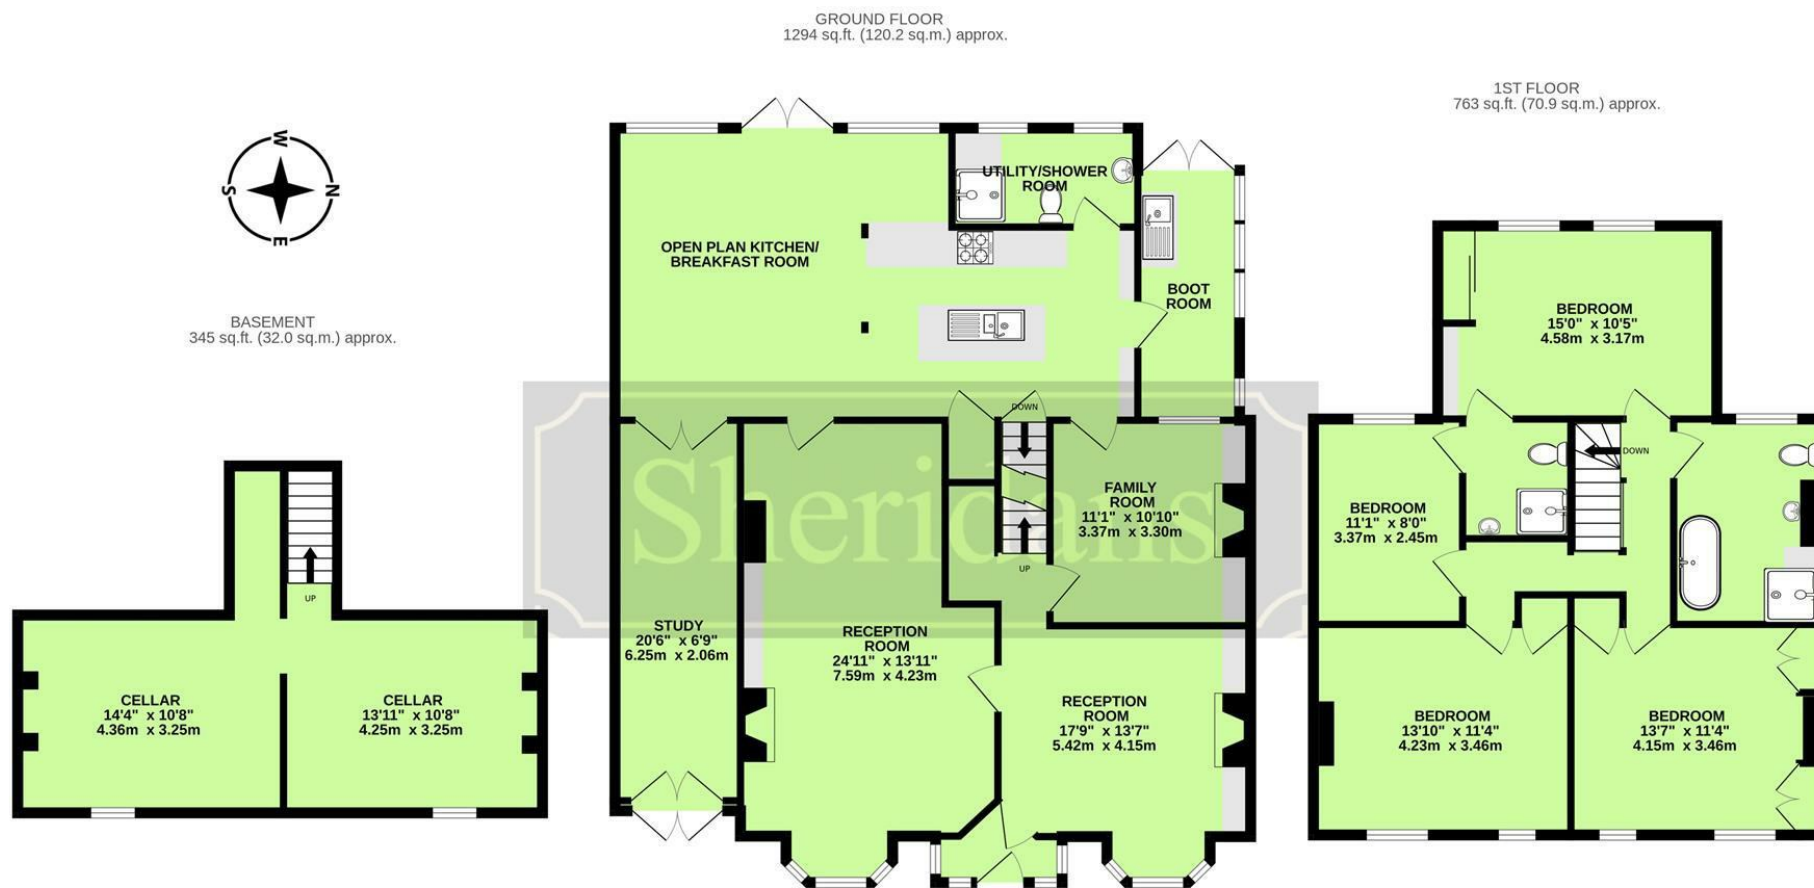 GROUND FLOOR
1294 sq.ft. (120.2 sq.m.) approx.
1ST FLOOR
763 sq.ft. (70.9 sq.m.) approx.
W
S
N
E
BASEMENT
345 sq.ft. (32.0 sq.m.) approx.
UTILITY/SHOWER
ROOM
OPEN PLAN KITCHEN/
BREAKFAST ROOM
BOOT
ROOM
DOWN
Sheridans
FAMILY
ROOM
11'1" x 10'10"
3.37m x 3.30m
UP
STUDY
20'6" x 6'9"
6.25m x 2.06m
RECEPTION
ROOM
24'11" x 13'11"
7.59m x 4.23m
RECEPTION
ROOM
17'9" x 13'7"
5.42m x 4.15m
UP
CELLAR
14'4" x 10'8"
4.36m x 3.25m
CELLAR
13'11" x 10'8"
4.25m x 3.25m
BEDROOM
15'0" x 10'5"
4.58m x 3.17m
DOWN
BEDROOM
11'1" x 8'0"
3.37m x 2.45m
BEDROOM
13'10" x 11'4"
4.23m x 3.46m
BEDROOM
13'7" x 11'4"
4.15m x 3.46m